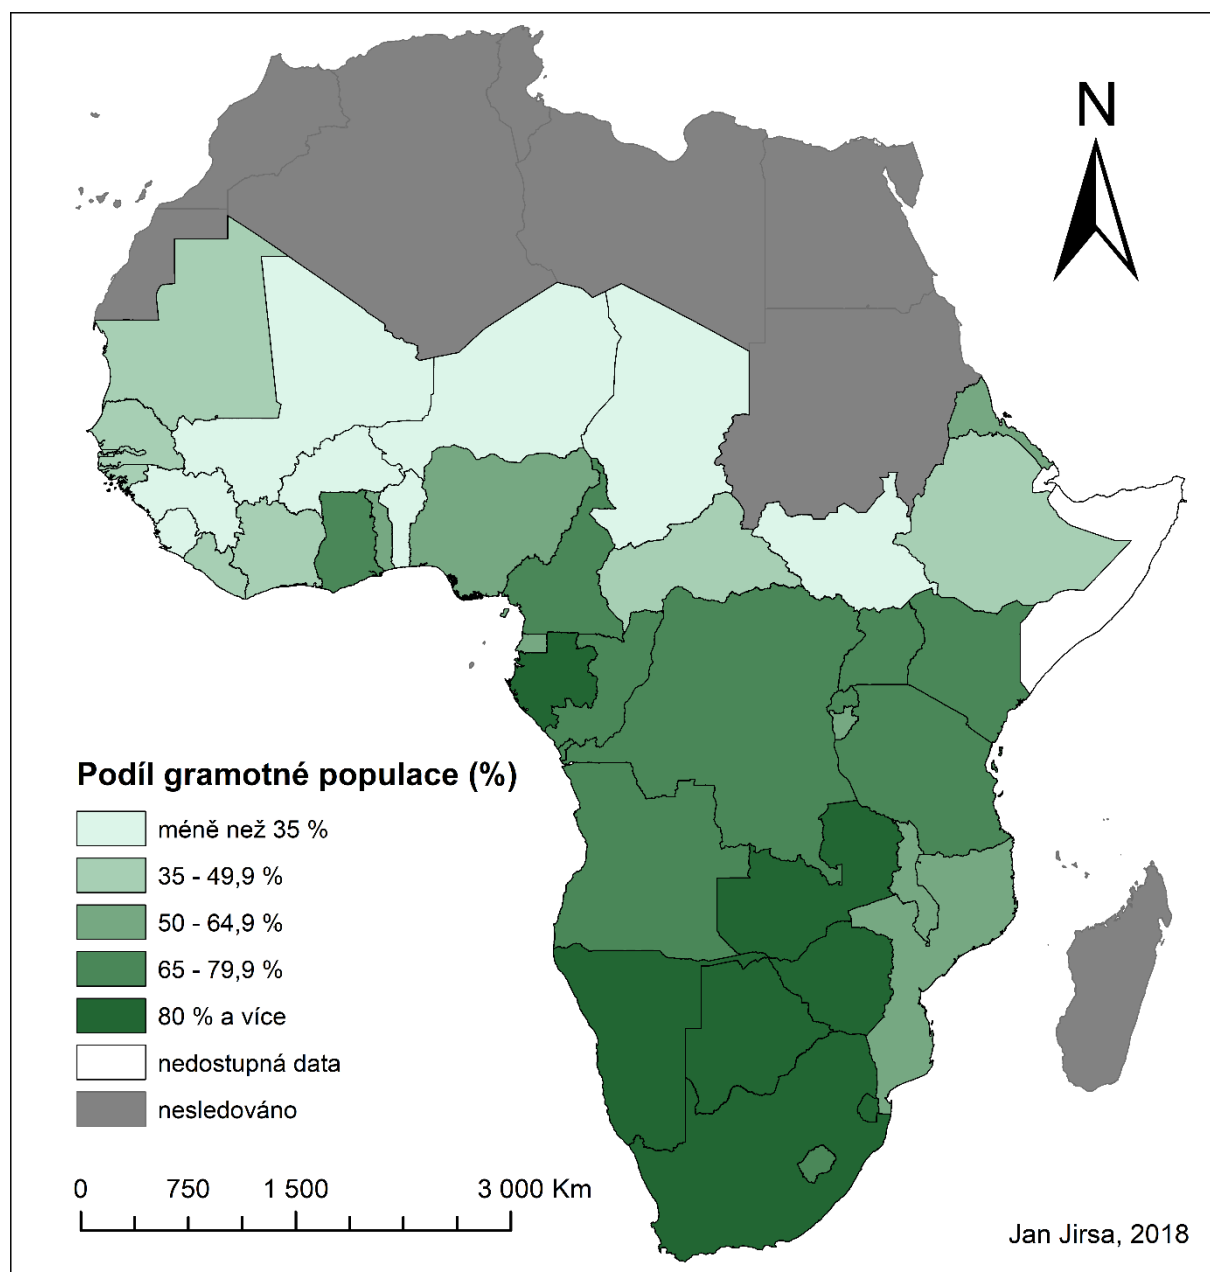 N
Podíl gramotné populace (%)
méně než 35 %
35 - 49,9 %
50 - 64,9 %
65 - 79,9 %
80 % a více
nedostupná data
nesledováno
0 750 1 500 3 000 Km
Jan Jirsa, 2018